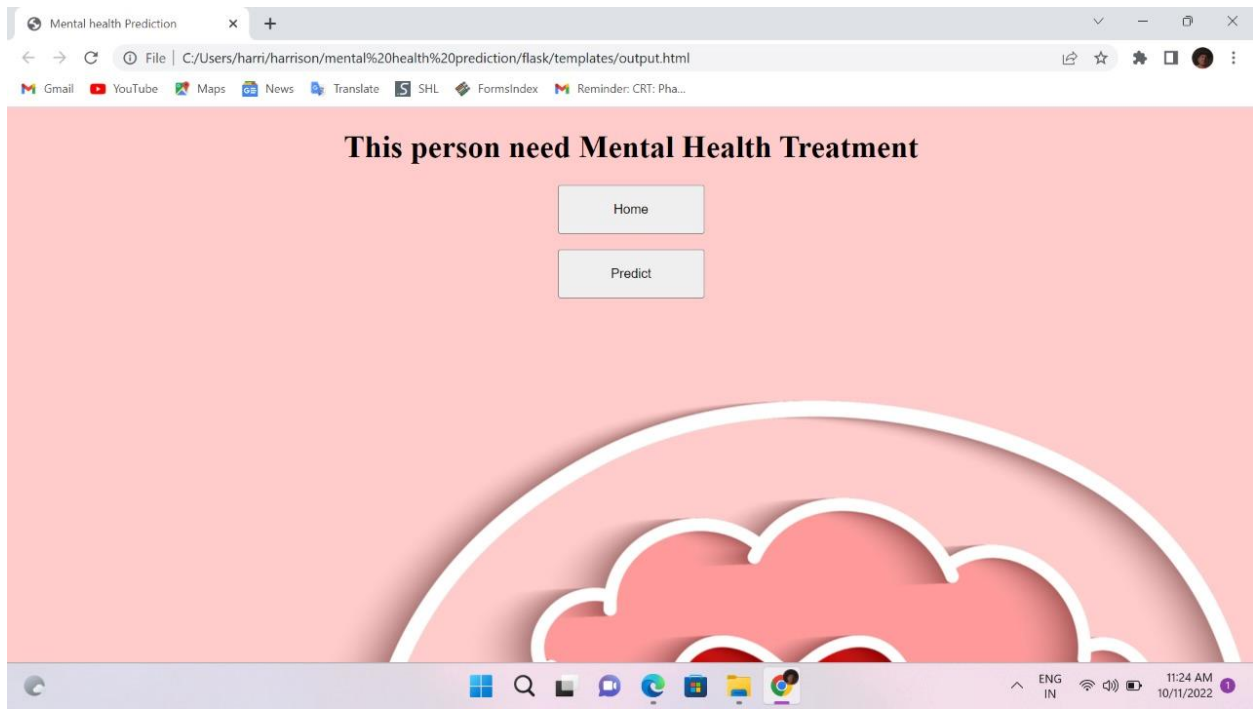 Mental health Prediction
File | C:/Users/harri/harrison/mental%20health%20prediction/flask/templates/output.html
Gmail YouTube Maps News Translate SHL FormsIndex Reminder: CRT: Pha...
This person need Mental Health Treatment
Home
Predict
ENG 11:24 AM
IN 10/11/2022 1